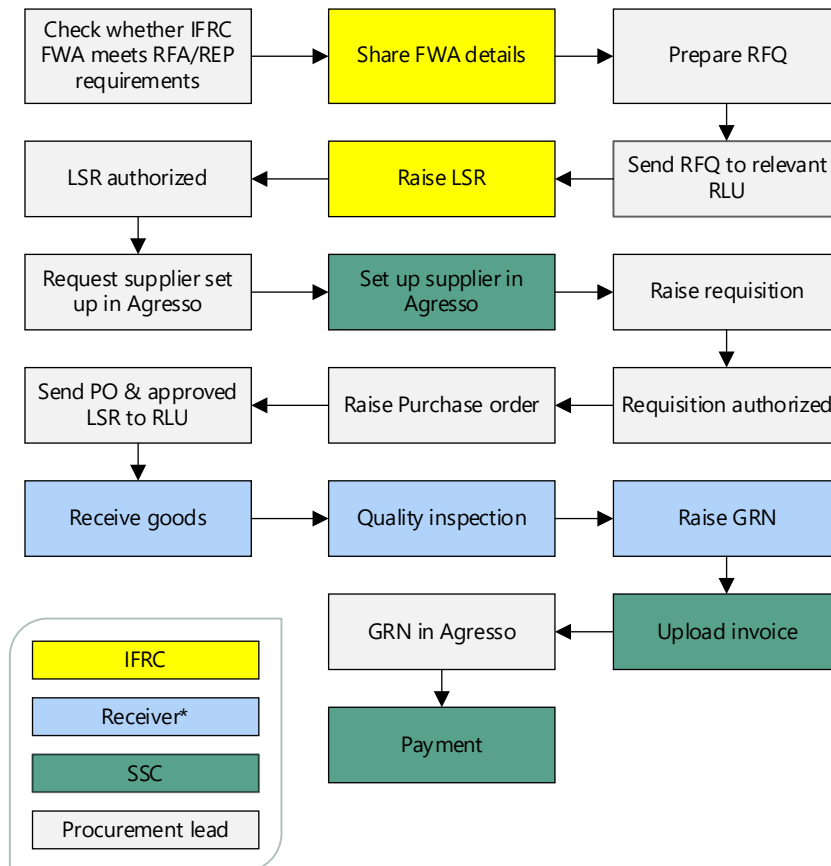 Check whether IFRC
FWA meets RFA/REP
requirements
Share FWA details
Prepare RFQ
LSR authorized
Raise LSR
Send RFQ to relevant
RLU
Request supplier set
up in Agresso
Set up supplier in
Agresso
Raise requisition
Send PO & approved
LSR to RLU
Raise Purchase order
Requisition authorized
Receive goods
Quality inspection
Raise GRN
GRN in Agresso
Upload invoice
Payment
IFRC
Receiver*
SSC
Procurement lead